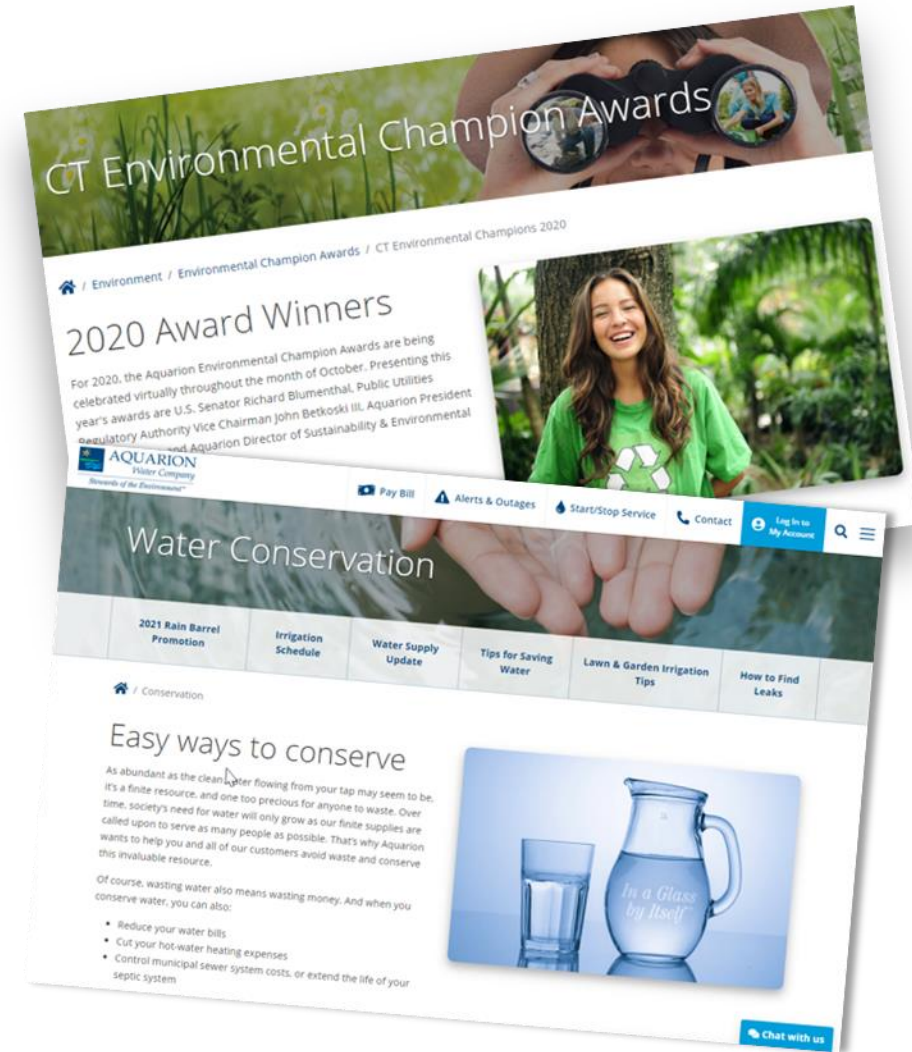 CT Environmental Champion Awards
/ Environment / Environmental Champion Awards / CT Environmental Champions 2020
2020 Award Winners
For 2020, the Aquarion Environmental Champion Awards are being
celebrated virtually throughout the month of October. Presenting this
year's awards are U.S. Senator Richard Blumenthal, Public Utilities
Regulatory Authority Vice Chairman John Betkoski III, Aquarion President
and Aquarion Director of Sustainability & Environmental
AQUARION
Water Company
Stewards of the Environment™
Pay Bill
Alerts & Outages
Start/Stop Service
Contact
Log In to
My Account
Water Conservation
2021 Rain Barrel
Promotion
Irrigation
Schedule
Water Supply
Update
Tips for Saving
Water
Lawn & Garden Irrigation
Tips
How to Find
Leaks
/ Conservation
Easy ways to conserve
As abundant as the clean water flowing from your tap may seem to be,
it's a finite resource, and one too precious for anyone to waste. Over
time, society's need for water will only grow as our finite supplies are
called upon to serve as many people as possible. That's why Aquarion
wants to help you and all of our customers avoid waste and conserve
this invaluable resource.
Of course, wasting water also means wasting money. And when you
conserve water, you can also:
• Reduce your water bills
• Cut your hot-water heating expenses
• Control municipal sewer system costs, or extend the life of your
septic system
In a Glass
by Itself™
Chat with us